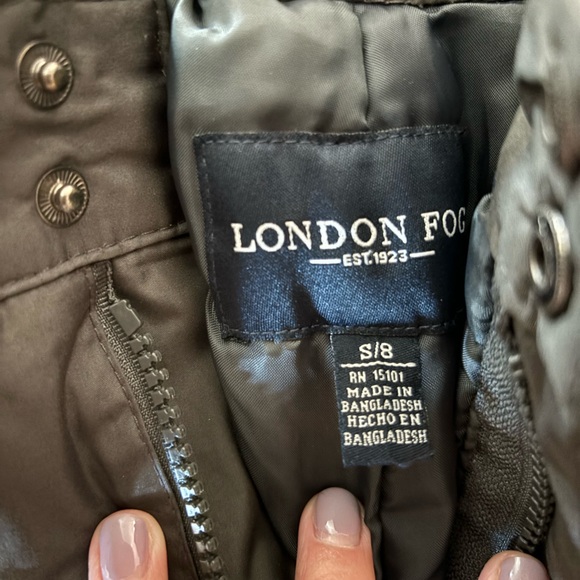 LONDON FOG
EST.1923
S/8
RN 15101
MADE IN
BANGLADESH
HECHO EN
BANGLADESH